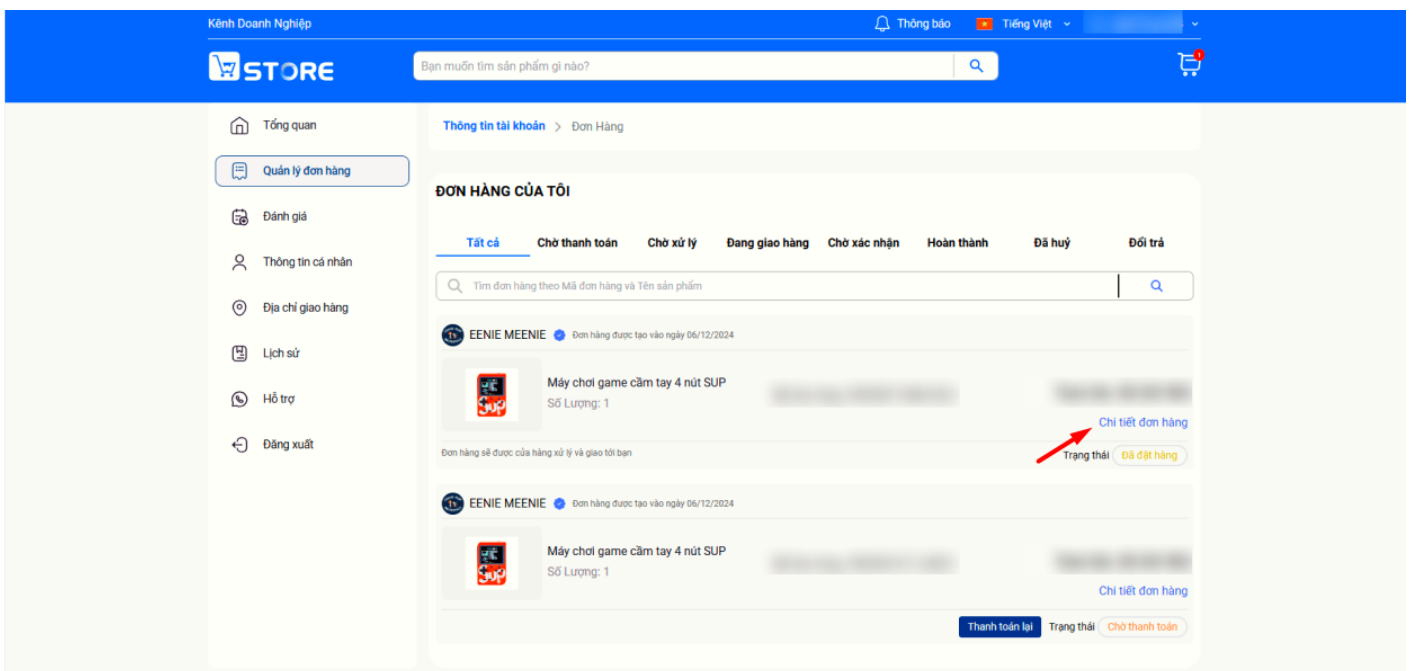 Kênh Doanh Nghiệp
Thông báo
Tiếng Việt
STORE
Bạn muốn tìm sản phẩm gì nào?
1
Tổng quan
Quản lý đơn hàng
Đánh giá
Thông tin cá nhân
Địa chỉ giao hàng
Lịch sử
Hỗ trợ
Đăng xuất
Thông tin tài khoản > Đơn Hàng
ĐƠN HÀNG CỦA TÔI
Tất cả Chờ thanh toán Chờ xử lý Đang giao hàng Chờ xác nhận Hoàn thành Đã huỷ Đổi trả
Tìm đơn hàng theo Mã đơn hàng và Tên sản phẩm
EENIE MEENIE Đơn hàng được tạo vào ngày 06/12/2024
sup
Máy chơi game cầm tay 4 nút SUP
Số Lượng: 1
Chi tiết đơn hàng
Đơn hàng sẽ được cửa hàng xử lý và giao tới bạn
Trạng thái Đã đặt hàng
EENIE MEENIE Đơn hàng được tạo vào ngày 06/12/2024
sup
Máy chơi game cầm tay 4 nút SUP
Số Lượng: 1
Chi tiết đơn hàng
Thanh toán lại Trạng thái Chờ thanh toán